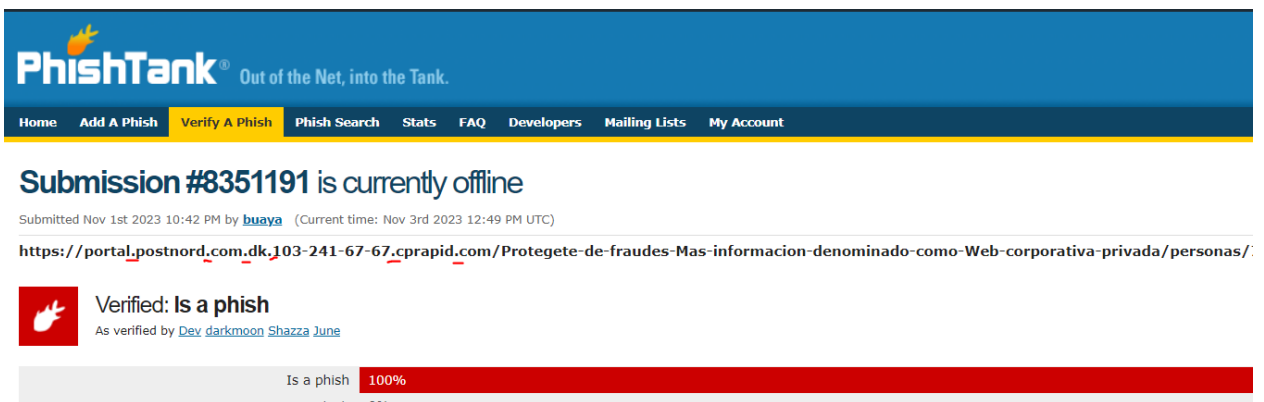 PhishTank® Out of the Net, into the Tank.
Home Add A Phish Verify A Phish Phish Search Stats FAQ Developers Mailing Lists My Account
Submission #8351191 is currently offline
Submitted Nov 1st 2023 10:42 PM by buaya (Current time: Nov 3rd 2023 12:49 PM UTC)
https://portal.postnord.com.dk.103-241-67-67.cprapid.com/Protegete-de-fraudes-Mas-informacion-denominado-como-Web-corporativa-privada/personas/
Verified: Is a phish
As verified by Dev darkmoon Shazza June
Is a phish 100%